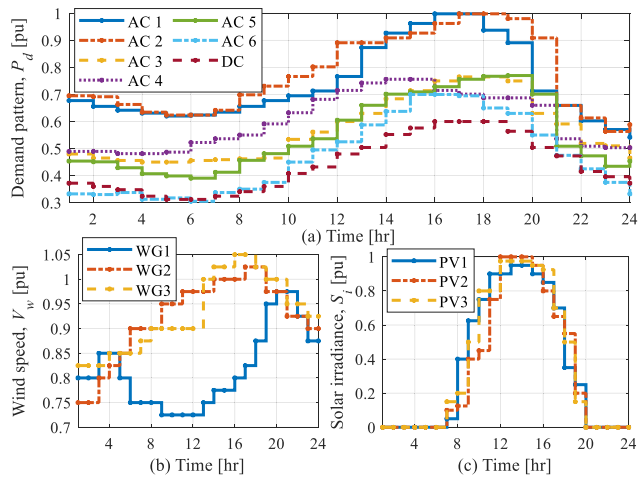 Demand pattern, P_d [pu]
1
0.9
0.8
0.7
0.6
0.5
0.4
0.3
AC 1
AC 2
AC 3
AC 4
AC 5
AC 6
DC
2 4 6 8 10 12 14 16 18 20 22 24
(a) Time [hr]
Wind speed, V_w [pu]
1.05
1
0.95
0.9
0.85
0.8
0.75
0.7
WG1
WG2
WG3
4 8 12 16 20 24
(b) Time [hr]
Solar irradiance, S_i [pu]
1
0.8
0.6
0.4
0.2
0
PV1
PV2
PV3
4 8 12 16 20 24
(c) Time [hr]